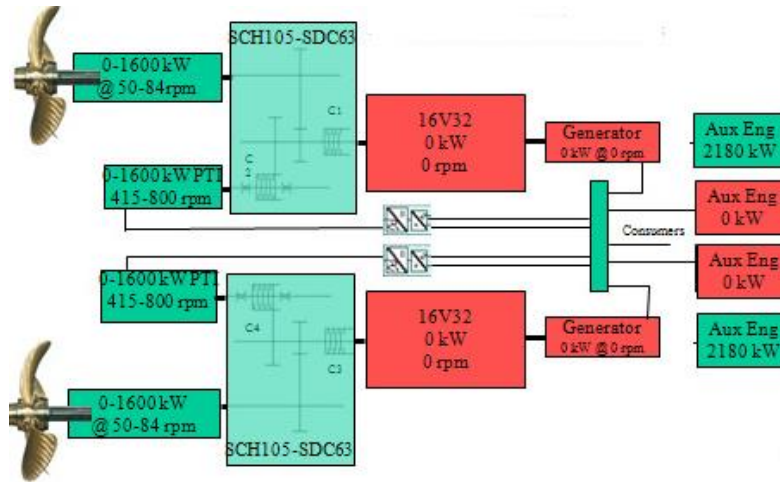 SCH105-SDC63
0-1600 kW
@ 50-84 rpm
C1
16V32
0 kW
0 rpm
Generator
0 kW @ 0 rpm
Aux Eng
2180 kW
C
2
0-1600 kW PTI
415-800 rpm
Aux Eng
0 kW
Consumers
0-1600 kW PTI
415-800 rpm
Aux Eng
0 kW
C4
16V32
0 kW
0 rpm
C3
Generator
0 kW @ 0 rpm
Aux Eng
2180 kW
0-1600 kW
@ 50-84 rpm
SCH105-SDC63